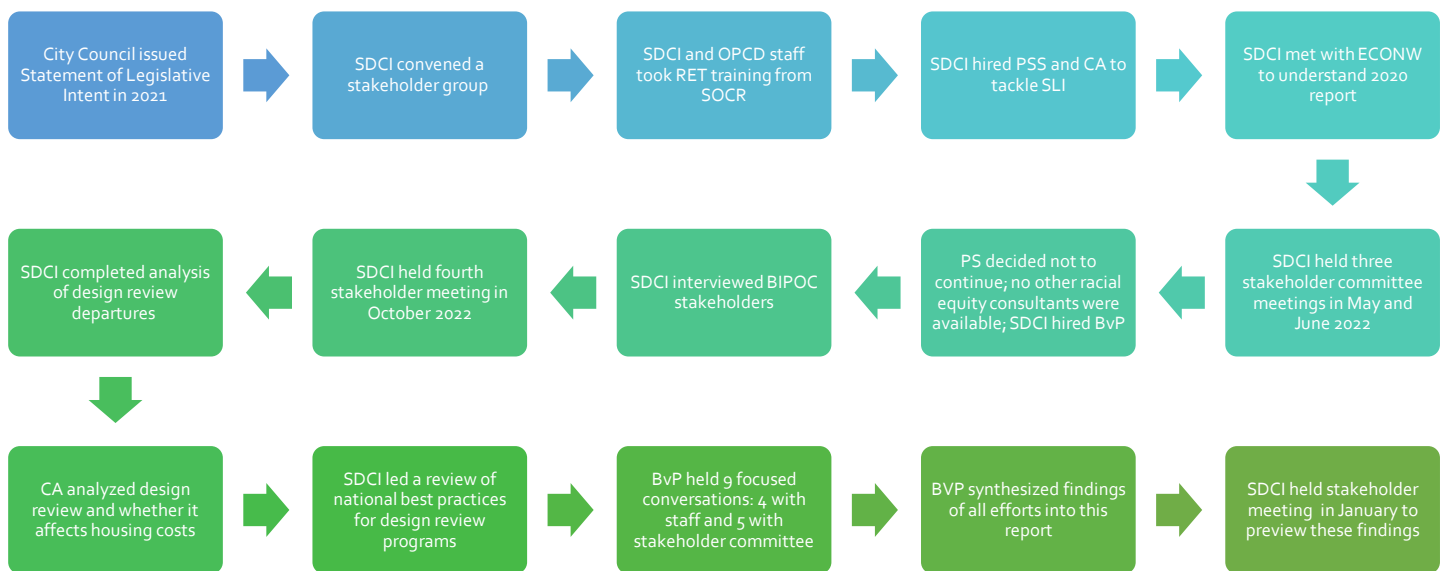 City Council issued
Statement of Legislative
Intent in 2021
SDCI convened a
stakeholder group
SDCI and OPCD staff
took RET training from
SOCR
SDCI hired PSS and CA to
tackle SLI
SDCI met with ECONW
to understand 2020
report
SDCI held three
stakeholder committee
meetings in May and
June 2022
PS decided not to
continue; no other racial
equity consultants were
available; SDCI hired BvP
SDCI interviewed BIPOC
stakeholders
SDCI held fourth
stakeholder meeting in
October 2022
SDCI completed analysis
of design review
departures
CA analyzed design
review and whether it
affects housing costs
SDCI led a review of
national best practices
for design review
programs
BvP held 9 focused
conversations: 4 with
staff and 5 with
stakeholder committee
BVP synthesized findings
of all efforts into this
report
SDCI held stakeholder
meeting in January to
preview these findings